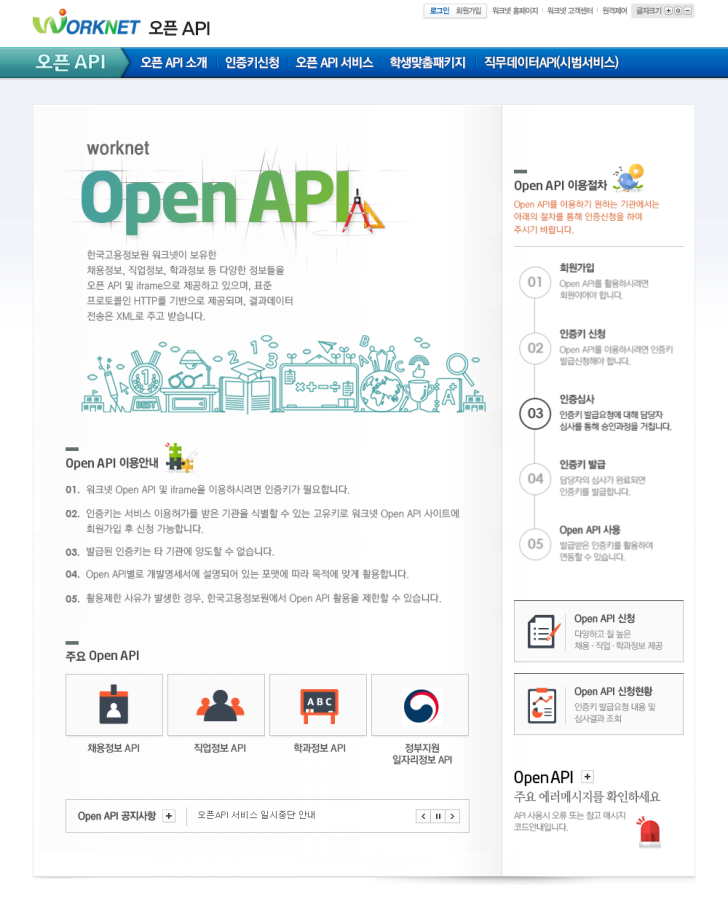 WORKNET 오픈 API
로그인 회원가입 워크넷 홈페이지 워크넷 고객센터 원격제어 글자크기
오픈 API 오픈 API 소개 인증키신청 오픈 API 서비스 학생맞춤패키지 직무데이터API(시범서비스)
worknet
Open API
한국고용정보원 워크넷이 보유한
채용정보, 직업정보, 학과정보 등 다양한 정보들을
오픈 API 및 iframe으로 제공하고 있으며, 표준
프로토콜인 HTTP를 기반으로 제공되며, 결과데이터
전송은 XML로 주고 받습니다.
1 2 3 B A C
1
BEST
A
Open API 이용안내
01. 워크넷 Open API 및 iframe을 이용하시려면 인증키가 필요합니다.
02. 인증키는 서비스 이용허가를 받은 기관을 식별할 수 있는 고유키로 워크넷 Open API 사이트에
회원가입 후 신청 가능합니다.
03. 발급된 인증키는 타 기관에 양도할 수 없습니다.
04. Open API별로 개발명세서에 설명되어 있는 포맷에 따라 목적에 맞게 활용합니다.
05. 활용제한 사유가 발생한 경우, 한국고용정보원에서 Open API 활용을 제한할 수 있습니다.
주요 Open API
ABC
채용정보 API 직업정보 API 학과정보 API 정부지원
일자리정보 API
Open API 공지사항 오픈API 서비스 일시중단 안내
Open API 이용절차
Open API를 이용하기 원하는 기관에서는
아래의 절차를 통해 인증신청을 하여
주시기 바랍니다.
01 회원가입
Open API를 활용하시려면
회원이어야 합니다.
02 인증키 신청
Open API를 이용하시려면 인증키
발급신청해야 합니다.
03 인증심사
인증키 발급요청에 대해 담당자
심사를 통해 승인과정을 거칩니다.
04 인증키 발급
담당자의 심사가 완료되면
인증키를 발급합니다.
05 Open API 사용
발급받은 인증키를 활용하여
연동할 수 있습니다.
Open API 신청
다양하고 질 높은
채용 · 직업 · 학과정보 제공
Open API 신청현황
인증키 발급요청 내용 및
심사결과 조회
Open API
주요 에러메시지를 확인하세요
API 사용시 오류 또는 참고 메시지
코드안내입니다.